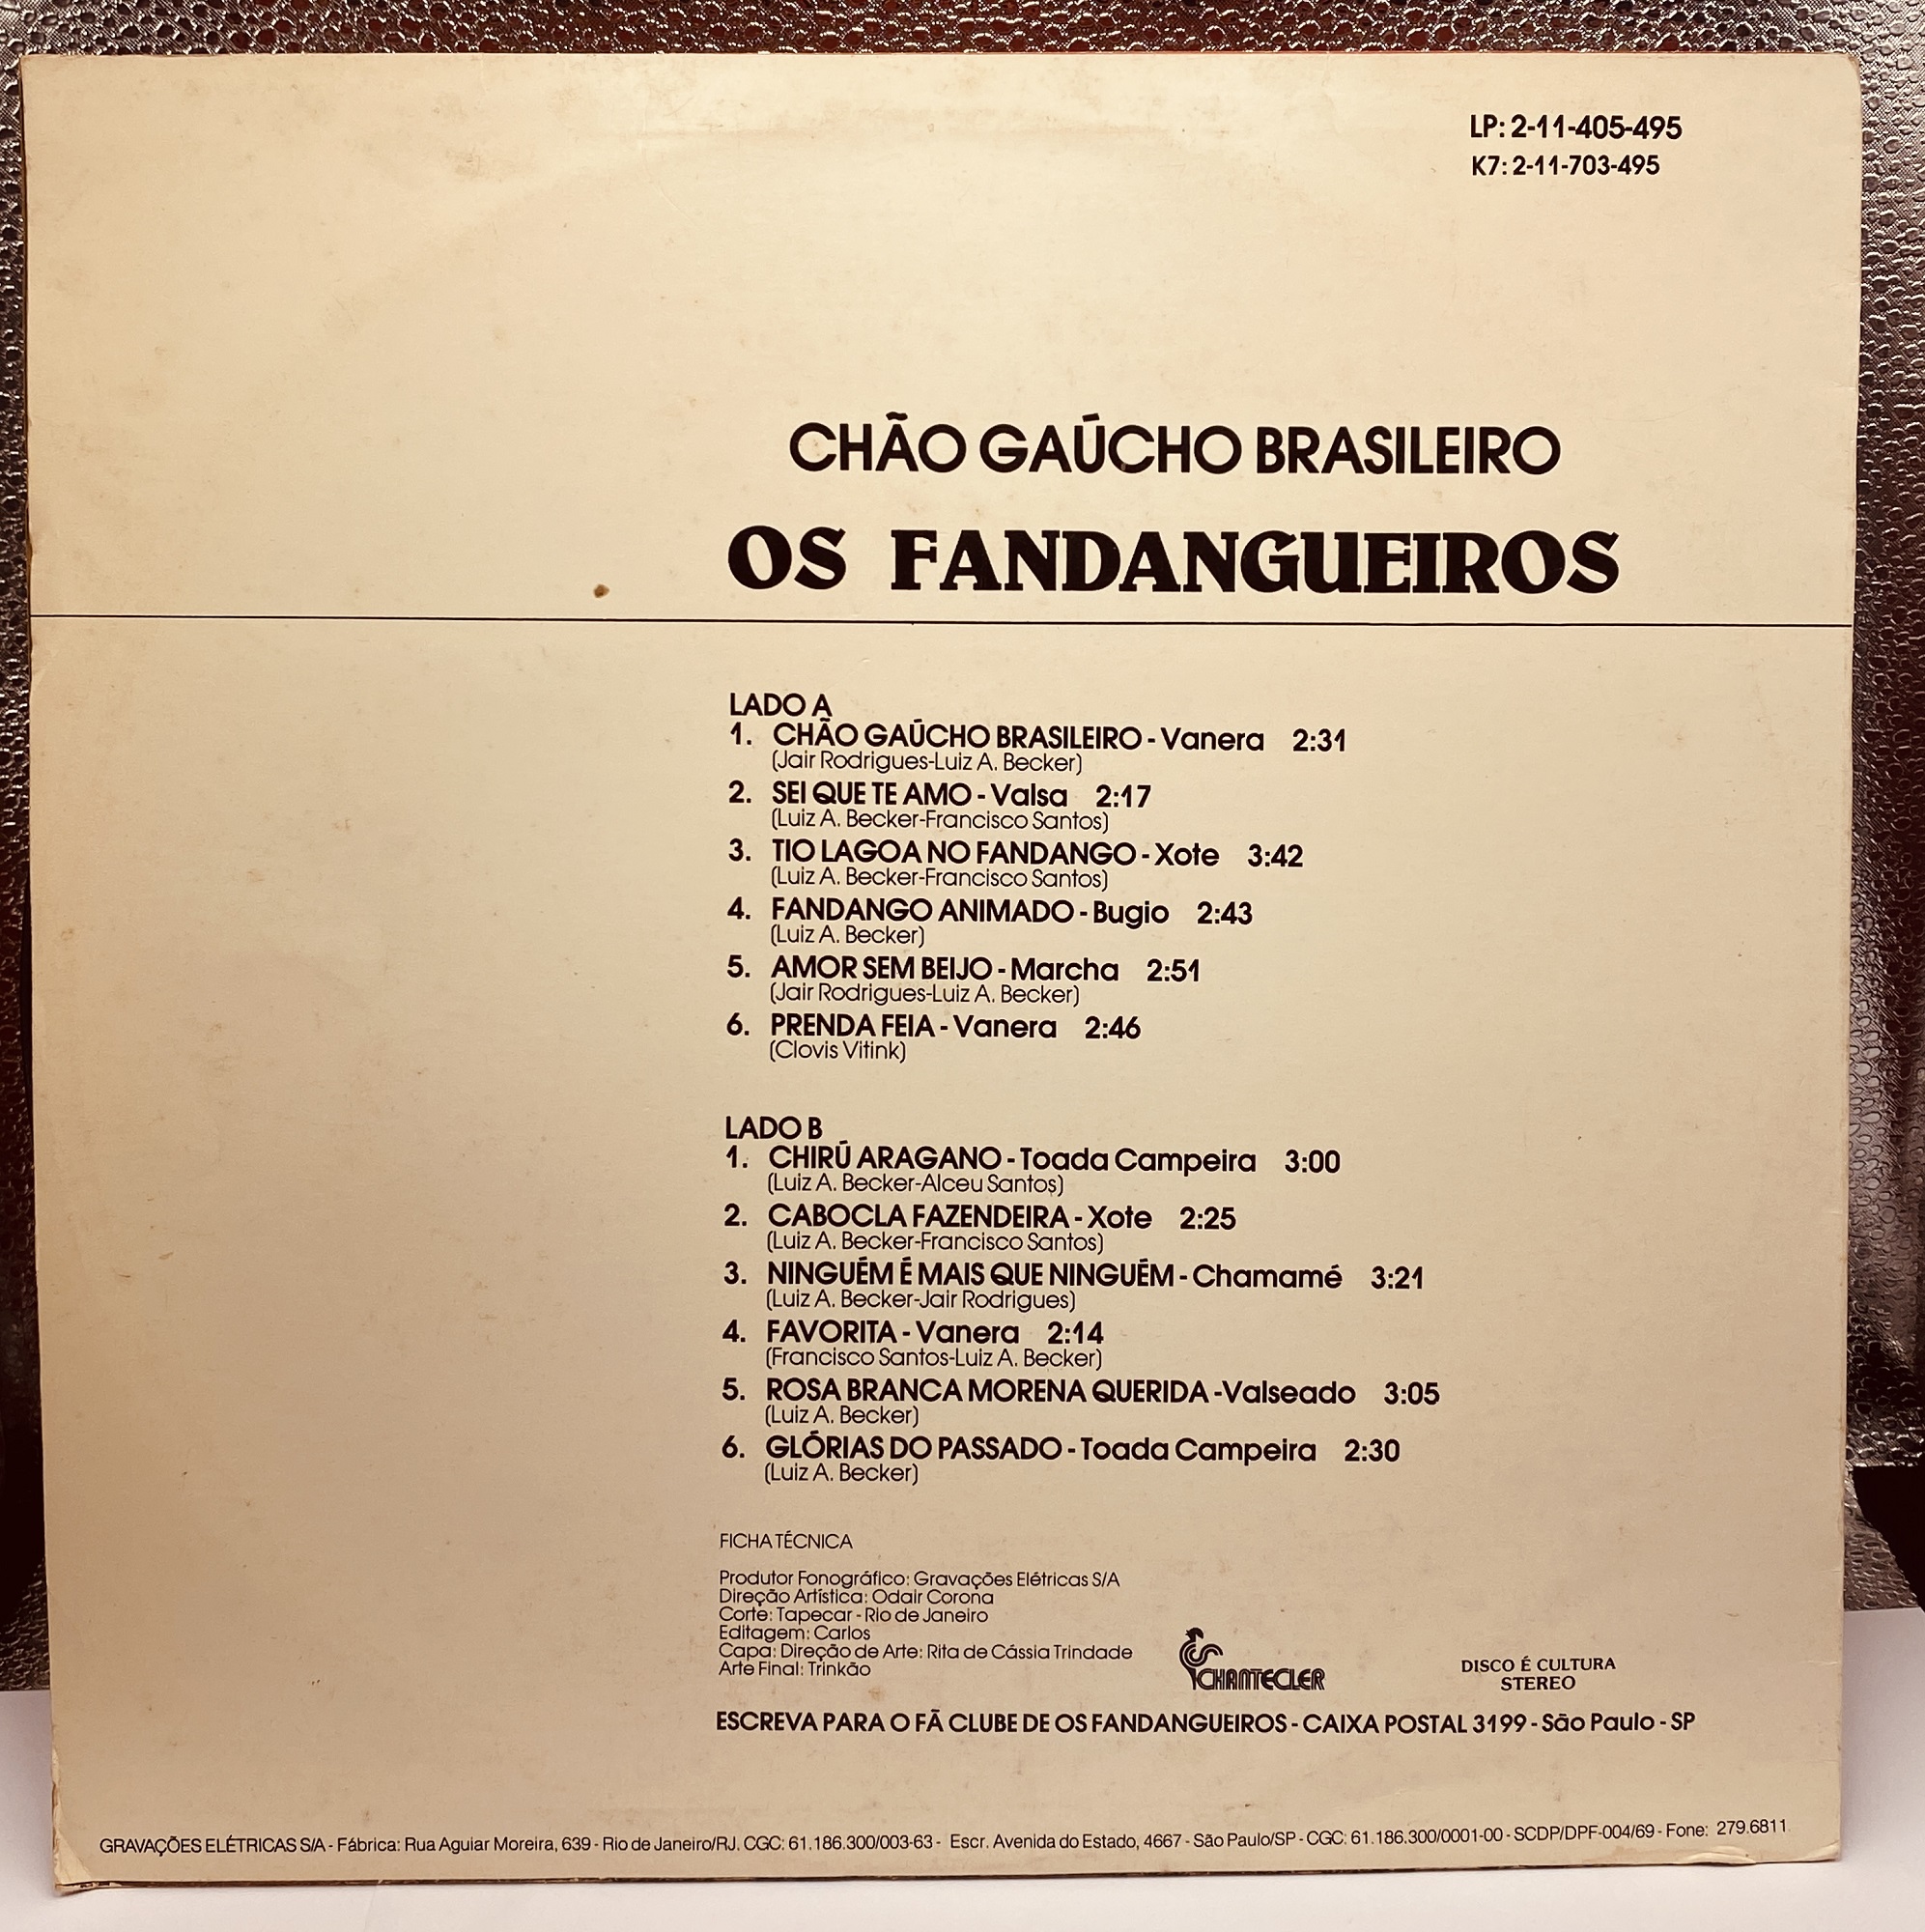 LP: 2-11-405-495
K7: 2-11-703-495
CHÃO GAÚCHO BRASILEIRO
OS FANDANGUEIROS
LADO A
1. CHÃO GAÚCHO BRASILEIRO - Vanera 2:31
(Jair Rodrigues-Luiz A. Becker)
2. SEI QUE TE AMO - Valsa 2:17
(Luiz A. Becker-Francisco Santos)
3. TIO LAGOA NO FANDANGO - Xote 3:42
(Luiz A. Becker-Francisco Santos)
4. FANDANGO ANIMADO - Bugio 2:43
(Luiz A. Becker)
5. AMOR SEM BEIJO - Marcha 2:51
(Jair Rodrigues-Luiz A. Becker)
6. PRENDA FEIA - Vanera 2:46
(Clovis Vitink)
LADO B
1. CHIRÚ ARAGANO - Toada Campeira 3:00
(Luiz A. Becker-Alceu Santos)
2. CABOCLA FAZENDEIRA - Xote 2:25
(Luiz A. Becker-Francisco Santos)
3. NINGUÉM É MAIS QUE NINGUÉM - Chamamé 3:21
(Luiz A. Becker-Jair Rodrigues)
4. FAVORITA - Vanera 2:14
(Francisco Santos-Luiz A. Becker)
5. ROSA BRANCA MORENA QUERIDA -Valseado 3:05
(Luiz A. Becker)
6. GLÓRIAS DO PASSADO - Toada Campeira 2:30
(Luiz A. Becker)
FICHA TÉCNICA
Produtor Fonográfico: Gravações Elétricas S/A
Direção Artística: Odair Corona
Corte: Tapecar - Rio de Janeiro
Editagem: Carlos
Capa: Direção de Arte: Rita de Cássia Trindade
Arte Final: Trinkão
CHANTECLER
DISCO É CULTURA
STEREO
ESCREVA PARA O FÃ CLUBE DE OS FANDANGUEIROS - CAIXA POSTAL 3199 - São Paulo - SP
GRAVAÇÕES ELÉTRICAS S/A - Fábrica: Rua Aguiar Moreira, 639 - Rio de Janeiro/RJ. CGC: 61.186.300/003-63 - Escr. Avenida do Estado, 4667 - São Paulo/SP - CGC: 61.186.300/0001-00 - SCDP/DPF-004/69 - Fone: 279.6811